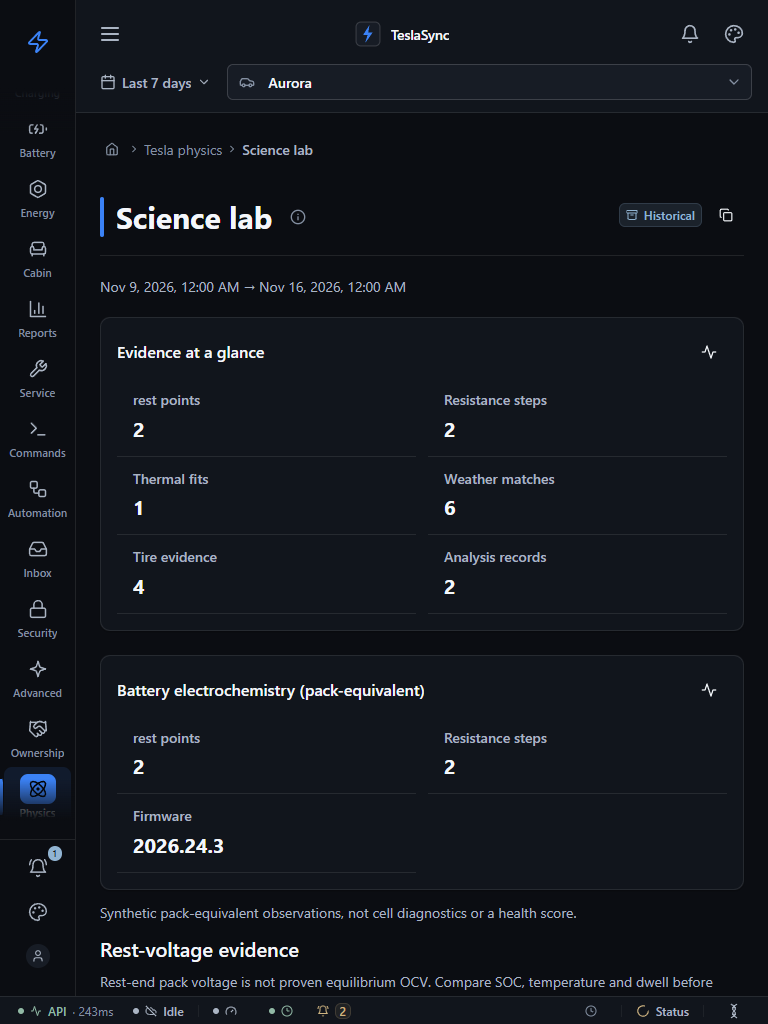 TeslaSync
Last 7 days
Aurora
Charging
Battery
Energy
Cabin
Reports
Service
Commands
Automation
Inbox
Security
Advanced
Ownership
Physics
1
Tesla physics
Science lab
Science lab
Historical
Nov 9, 2026, 12:00 AM → Nov 16, 2026, 12:00 AM
Evidence at a glance
rest points
2
Resistance steps
2
Thermal fits
1
Weather matches
6
Tire evidence
4
Analysis records
2
Battery electrochemistry (pack-equivalent)
rest points
2
Resistance steps
2
Firmware
2026.24.3
Synthetic pack-equivalent observations, not cell diagnostics or a health score.
Rest-voltage evidence
Rest-end pack voltage is not proven equilibrium OCV. Compare SOC, temperature and dwell before
API · 243ms
Idle
2
Status